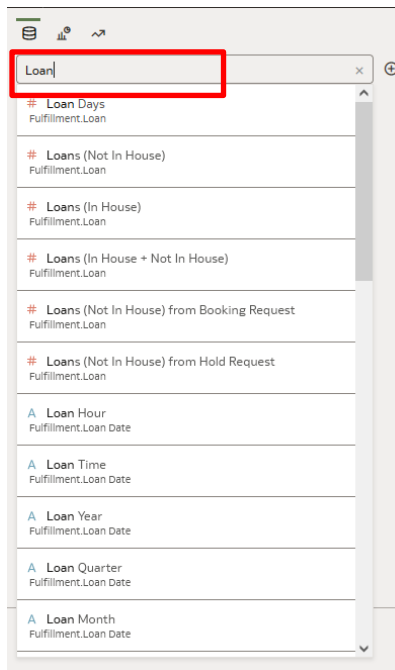 Loan
# Loan Days
Fulfillment.Loan
# Loans (Not In House)
Fulfillment.Loan
# Loans (In House)
Fulfillment.Loan
# Loans (In House + Not In House)
Fulfillment.Loan
# Loans (Not In House) from Booking Request
Fulfillment.Loan
# Loans (Not In House) from Hold Request
Fulfillment.Loan
A Loan Hour
Fulfillment.Loan Date
A Loan Time
Fulfillment.Loan Date
A Loan Year
Fulfillment.Loan Date
A Loan Quarter
Fulfillment.Loan Date
A Loan Month
Fulfillment.Loan Date